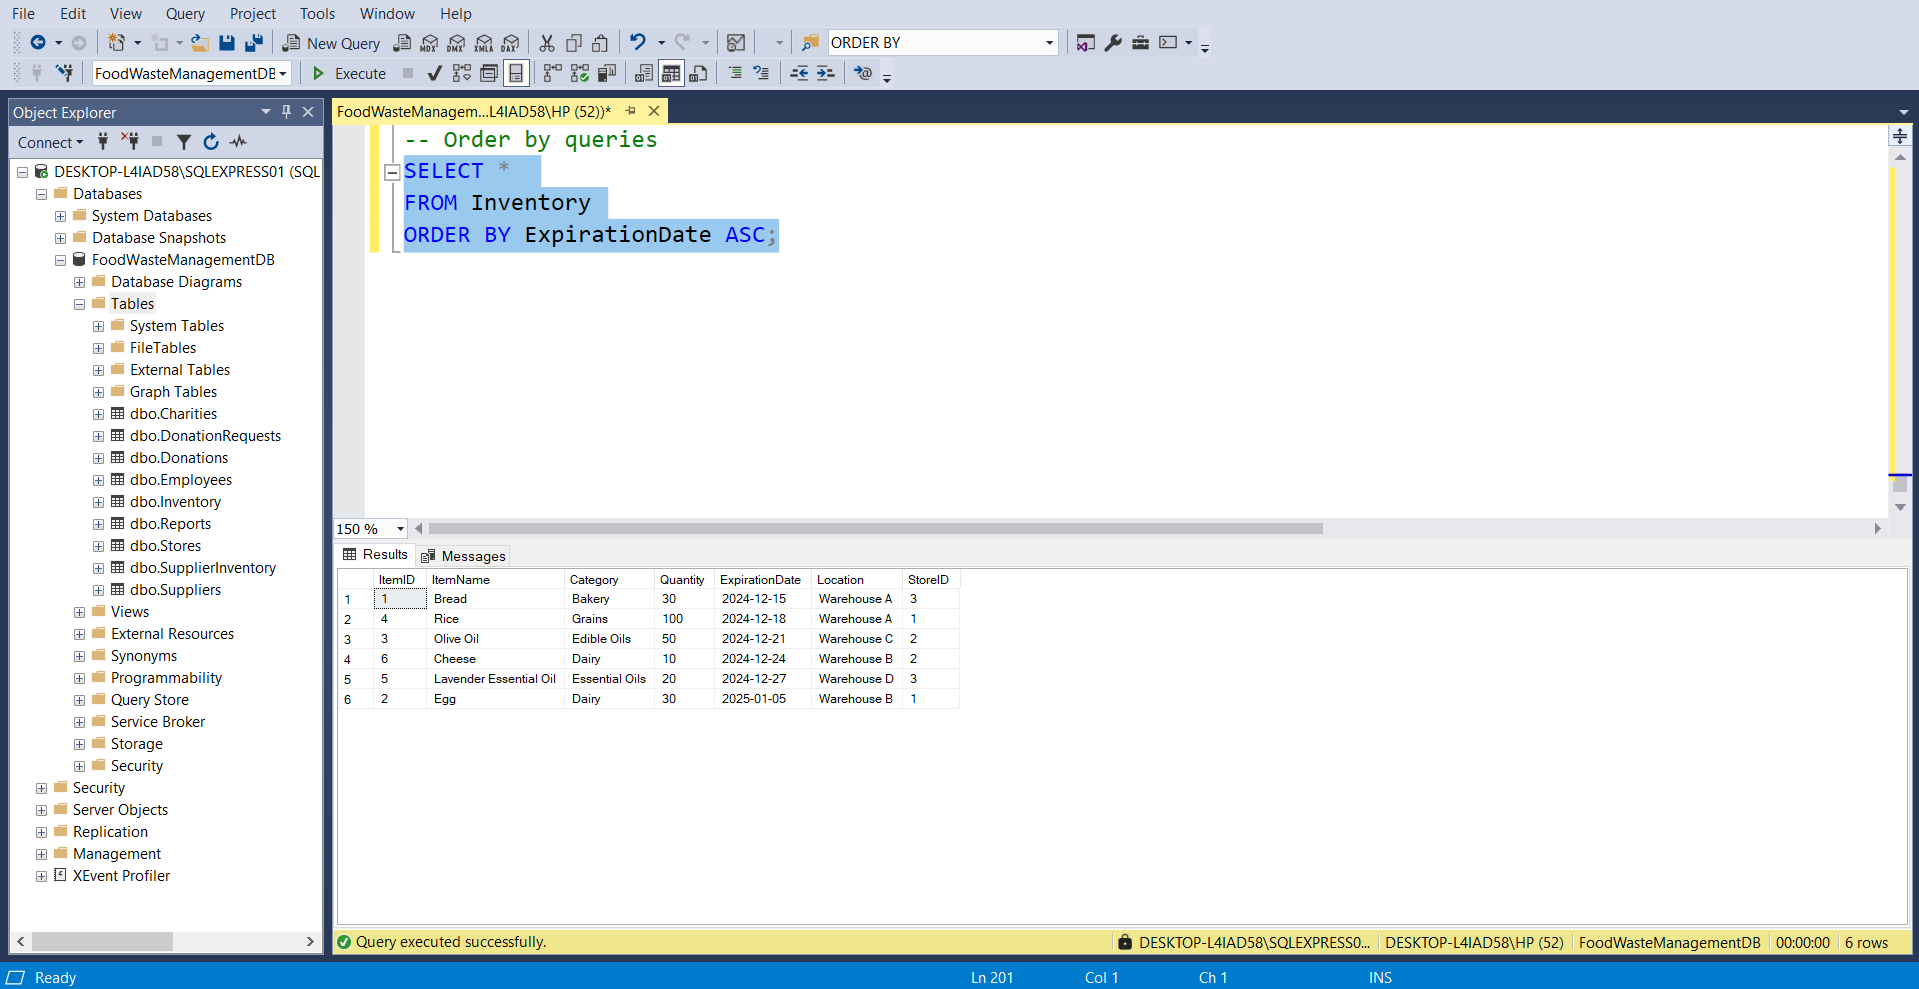 File Edit View Query Project Tools Window Help
New Query MDX DMX XMLA DAX ORDER BY
FoodWasteManagementDB Execute
Object Explorer
Connect
DESKTOP-L4IAD58\SQLEXPRESS01 (SQL
Databases
System Databases
Database Snapshots
FoodWasteManagementDB
Database Diagrams
Tables
System Tables
FileTables
External Tables
Graph Tables
dbo.Charities
dbo.DonationRequests
dbo.Donations
dbo.Employees
dbo.Inventory
dbo.Reports
dbo.Stores
dbo.SupplierInventory
dbo.Suppliers
Views
External Resources
Synonyms
Programmability
Query Store
Service Broker
Storage
Security
Security
Server Objects
Replication
Management
XEvent Profiler
FoodWasteManagem...L4IAD58\HP (52))*
-- Order by queries
SELECT *
FROM Inventory
ORDER BY ExpirationDate ASC;
150 %
Results Messages
ItemID ItemName Category Quantity ExpirationDate Location StoreID
1 1 Bread Bakery 30 2024-12-15 Warehouse A 3
2 4 Rice Grains 100 2024-12-18 Warehouse A 1
3 3 Olive Oil Edible Oils 50 2024-12-21 Warehouse C 2
4 6 Cheese Dairy 10 2024-12-24 Warehouse B 2
5 5 Lavender Essential Oil Essential Oils 20 2024-12-27 Warehouse D 3
6 2 Egg Dairy 30 2025-01-05 Warehouse B 1
Query executed successfully. DESKTOP-L4IAD58\SQLEXPRESS0... DESKTOP-L4IAD58\HP (52) FoodWasteManagementDB 00:00:00 6 rows
Ready Ln 201 Col 1 Ch 1 INS